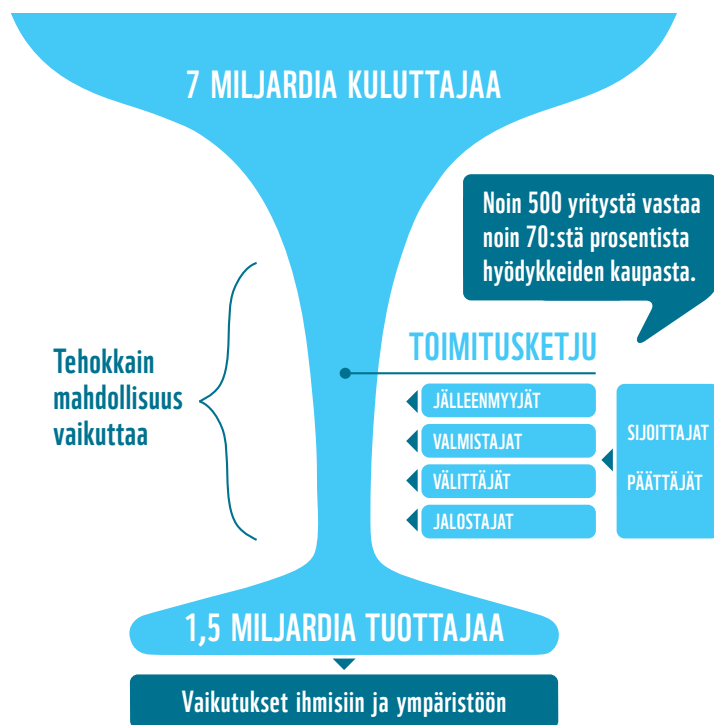 7 MILJARDIA KULUTTAJAA
Noin 500 yritystä vastaa
noin 70:stä prosentista
hyödykkeiden kaupasta.
Tehokkain
mahdollisuus
vaikuttaa
TOIMITUSKETJU
JÄLLEENMYYJÄT
VALMISTAJAT
VÄLITTÄJÄT
JALOSTAJAT
SIJOITTAJAT
PÄÄTTÄJÄT
1,5 MILJARDIA TUOTTAJAA
Vaikutukset ihmisiin ja ympäristöön